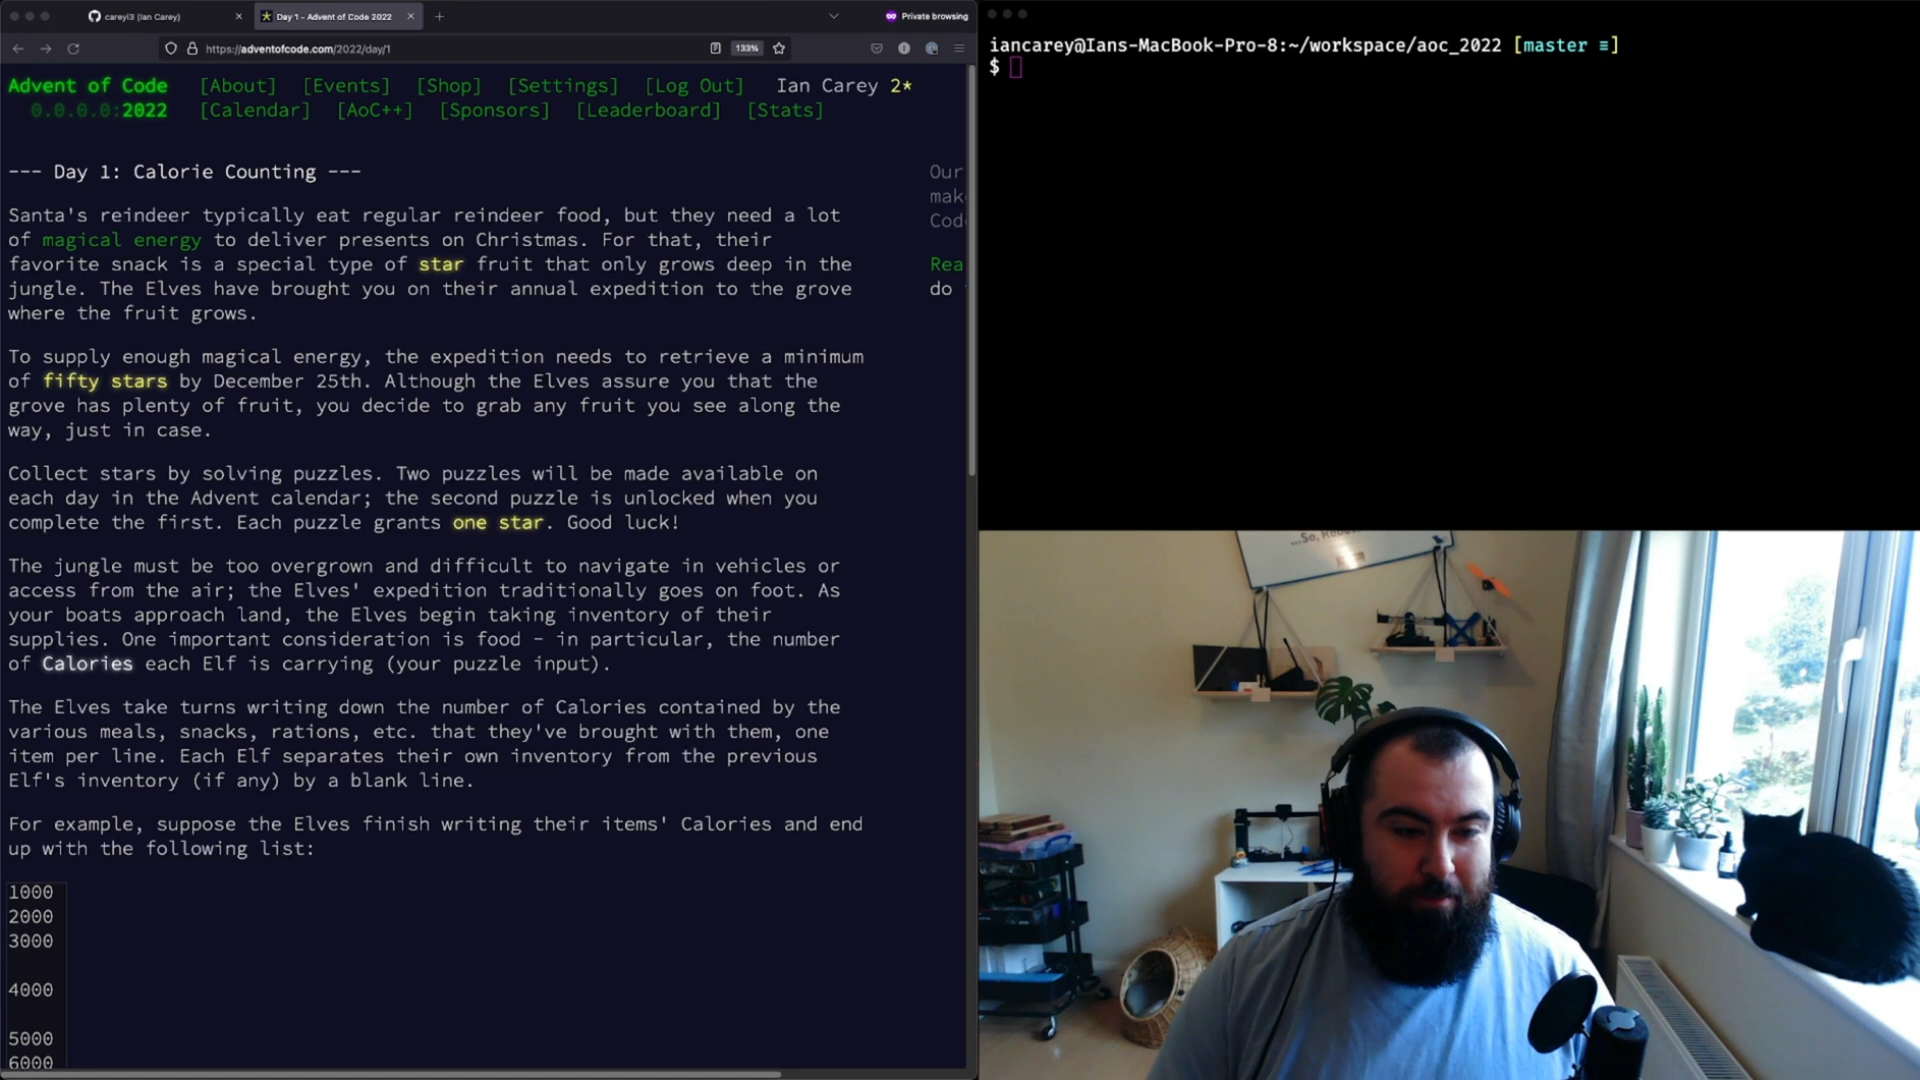 careyl3 (Ian Carey)
Day 1 - Advent of Code 2022
Private browsing
https://adventofcode.com/2022/day/1
133%
Advent of Code [About] [Events] [Shop] [Settings] [Log Out] Ian Carey 2*
0.0.0.0:2022 [Calendar] [AoC++] [Sponsors] [Leaderboard] [Stats]
--- Day 1: Calorie Counting ---
Santa's reindeer typically eat regular reindeer food, but they need a lot
of magical energy to deliver presents on Christmas. For that, their
favorite snack is a special type of star fruit that only grows deep in the
jungle. The Elves have brought you on their annual expedition to the grove
where the fruit grows.
To supply enough magical energy, the expedition needs to retrieve a minimum
of fifty stars by December 25th. Although the Elves assure you that the
grove has plenty of fruit, you decide to grab any fruit you see along the
way, just in case.
Collect stars by solving puzzles. Two puzzles will be made available on
each day in the Advent calendar; the second puzzle is unlocked when you
complete the first. Each puzzle grants one star. Good luck!
The jungle must be too overgrown and difficult to navigate in vehicles or
access from the air; the Elves' expedition traditionally goes on foot. As
your boats approach land, the Elves begin taking inventory of their
supplies. One important consideration is food - in particular, the number
of Calories each Elf is carrying (your puzzle input).
The Elves take turns writing down the number of Calories contained by the
various meals, snacks, rations, etc. that they've brought with them, one
item per line. Each Elf separates their own inventory from the previous
Elf's inventory (if any) by a blank line.
For example, suppose the Elves finish writing their items' Calories and end
up with the following list:
1000
2000
3000
4000
5000
6000
Our
mak
Cod
Rea
do
iancarey@Ians-MacBook-Pro-8:~/workspace/aoc_2022 [master ≡]
$
...So,